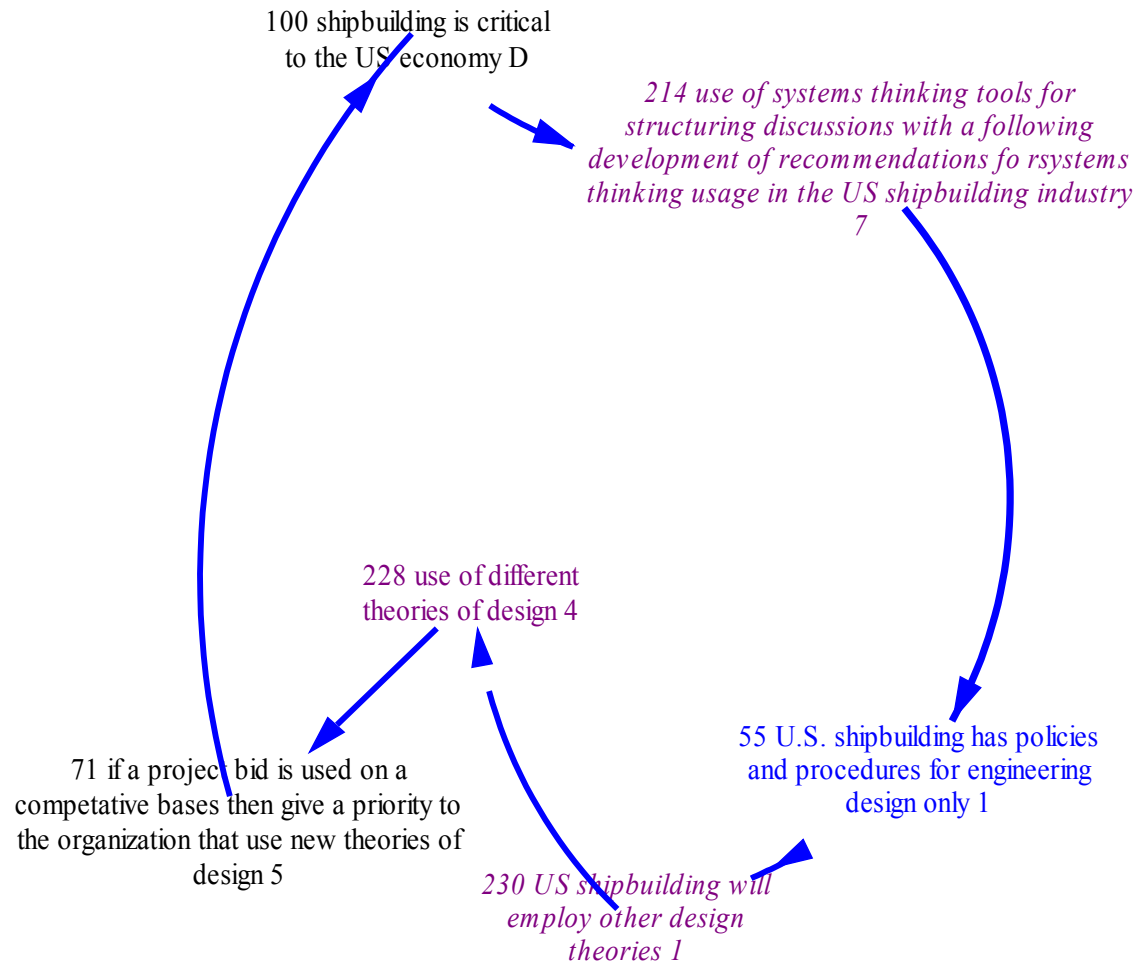 100 shipbuilding is critical
to the US economy D
214 use of systems thinking tools for
structuring discussions with a following
development of recommendations fo rsystems
thinking usage in the US shipbuilding industry
7
228 use of different
theories of design 4
55 U.S. shipbuilding has policies
and procedures for engineering
design only 1
71 if a project bid is used on a
competative bases then give a priority to
the organization that use new theories of
design 5
230 US shipbuilding will
employ other design
theories 1